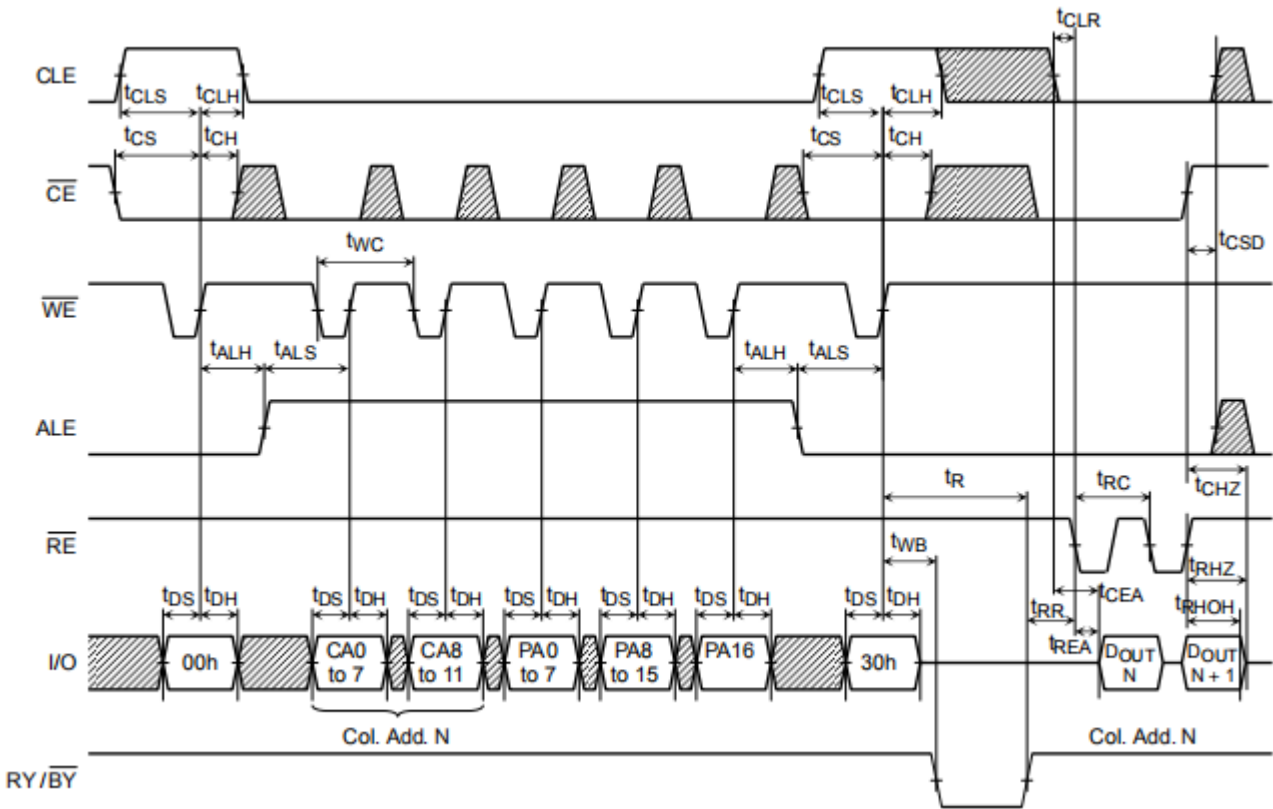 tCLR
CLE
tCLS tCLH tCLS tCLH
tCS tCH tCS tCH
CE
tWC tCSD
WE
tALH tALS tALH tALS
ALE
tR tRC tCHZ
RE
tWB tRHZ
tDS tDH tDS tDH tDS tDH tDS tDH tDS tDH tDS tDH tDS tDH tCEA
tRR tRHOH
tREA
I/O 00h CA0 to 7 CA8 to 11 PA0 to 7 PA8 to 15 PA16 30h DOUT N DOUT N + 1
Col. Add. N Col. Add. N
RY/BY